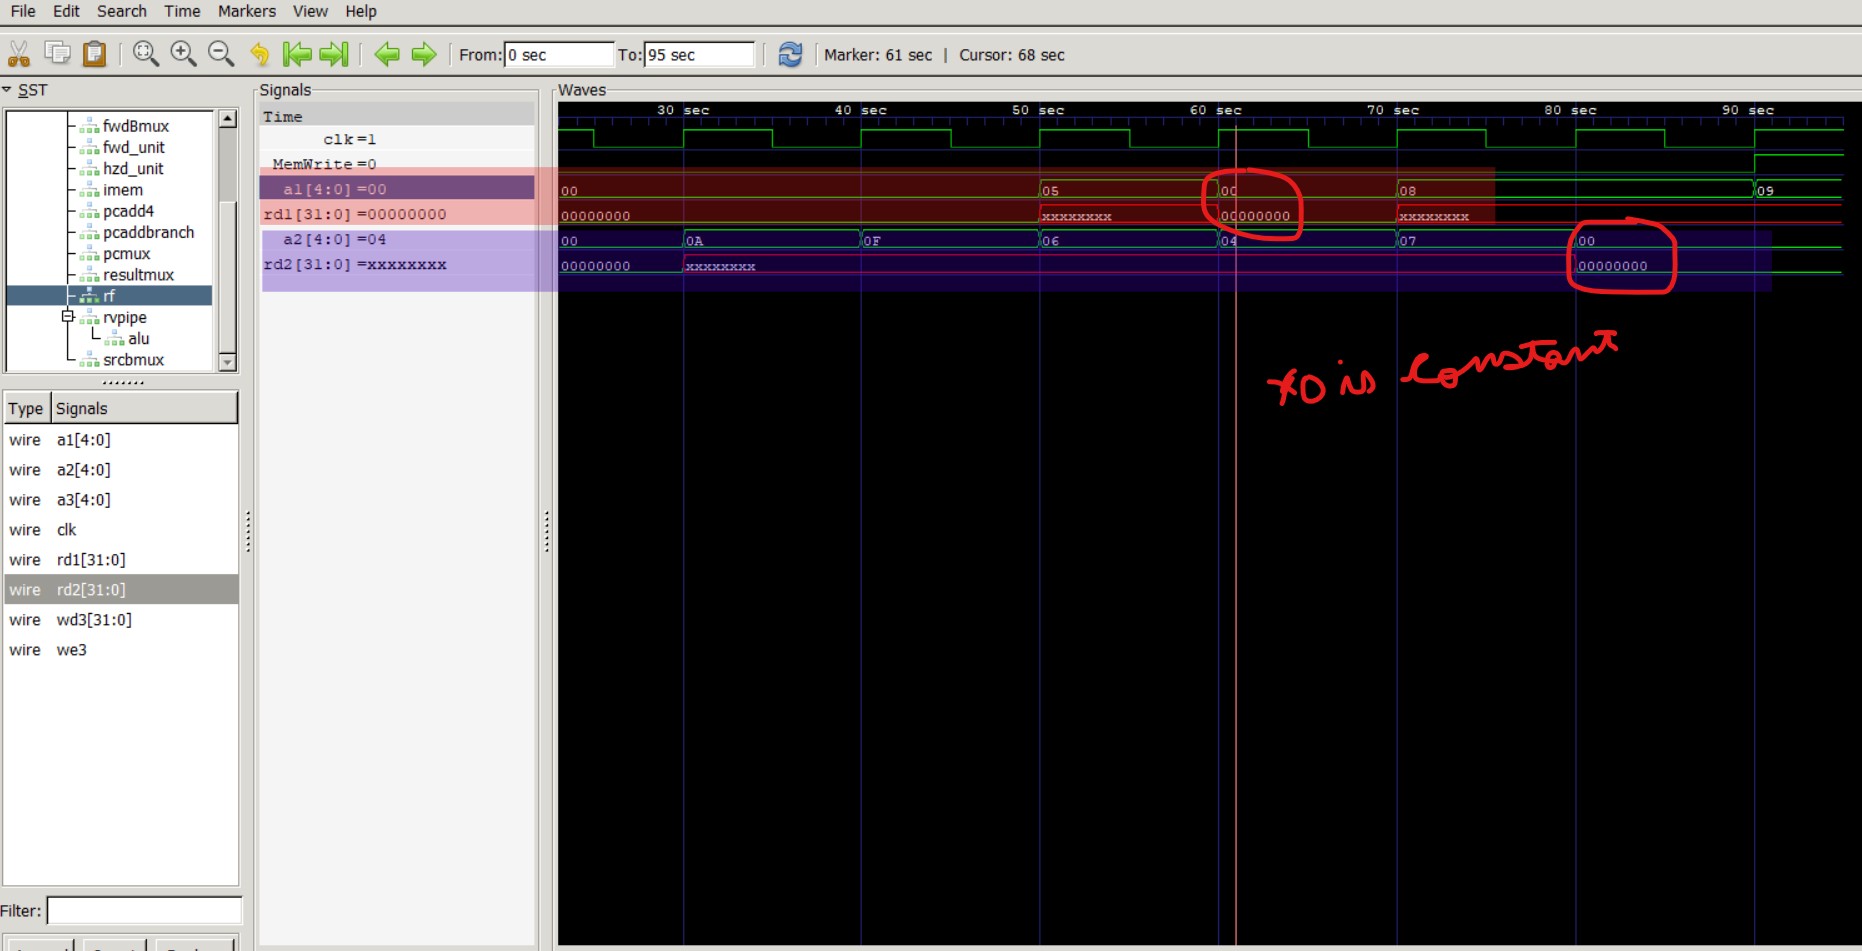 File Edit Search Time Markers View Help
From: 0 sec To: 95 sec Marker: 61 sec | Cursor: 68 sec
SST
fwdBmux
fwd_unit
hzd_unit
imem
pcadd4
pcaddbranch
pcmux
resultmux
rf
rvpipe
alu
srcbmux
Type Signals
wire a1[4:0]
wire a2[4:0]
wire a3[4:0]
wire clk
wire rd1[31:0]
wire rd2[31:0]
wire wd3[31:0]
wire we3
Filter:
Signals
Time
clk=1
MemWrite=0
a1[4:0]=00
rd1[31:0]=00000000
a2[4:0]=04
rd2[31:0]=xxxxxxxx
Waves
30 sec 40 sec 50 sec 60 sec 70 sec 80 sec 90 sec
00 05 00 08 09
00000000 xxxxxxxx 00000000 xxxxxxxx
00 0A 0F 06 04 07 00
00000000 xxxxxxxx 00000000
x0 is constant